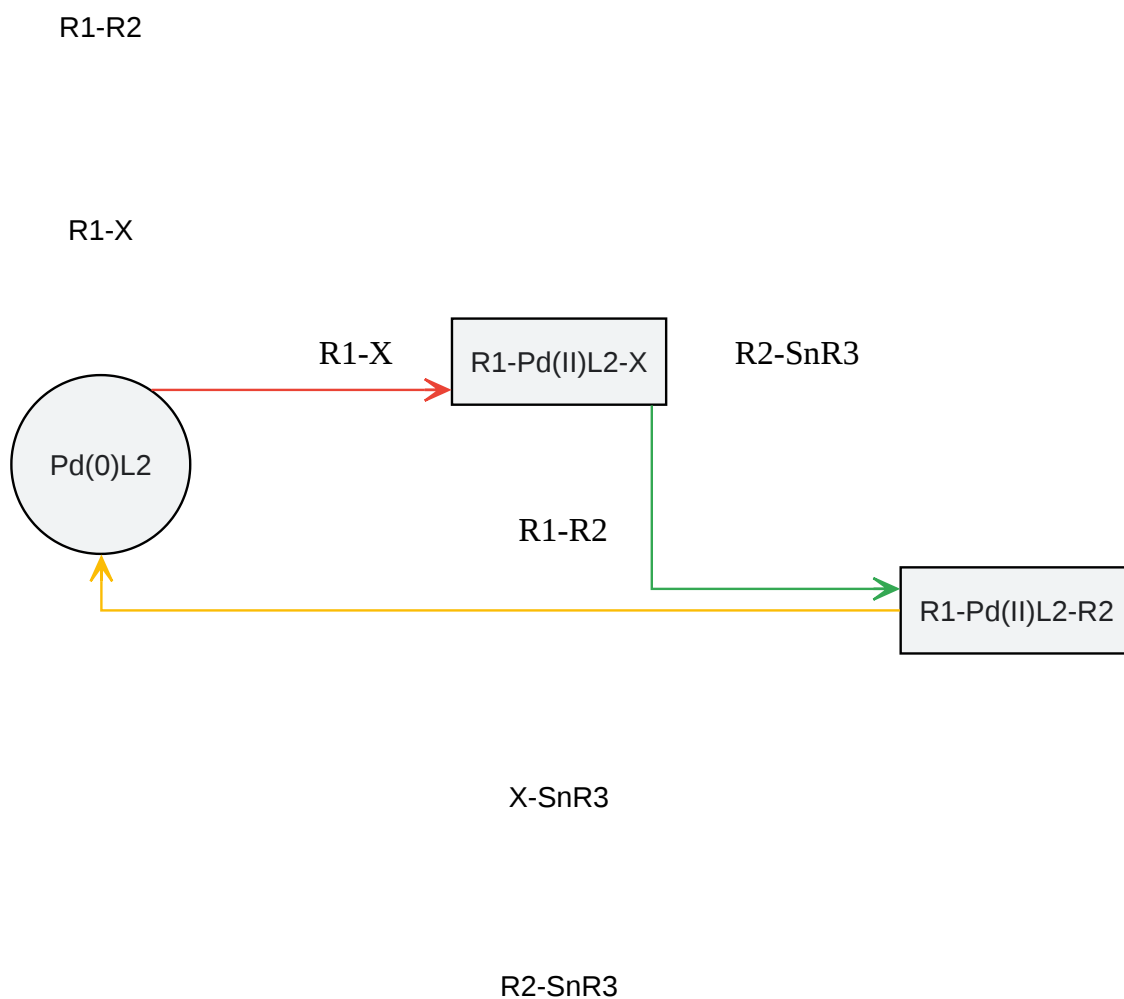 R1-R2
R1-X
R1-X
R1-Pd(II)L2-X
R2-SnR3
Pd(0)L2
R1-R2
R1-Pd(II)L2-R2
X-SnR3
R2-SnR3